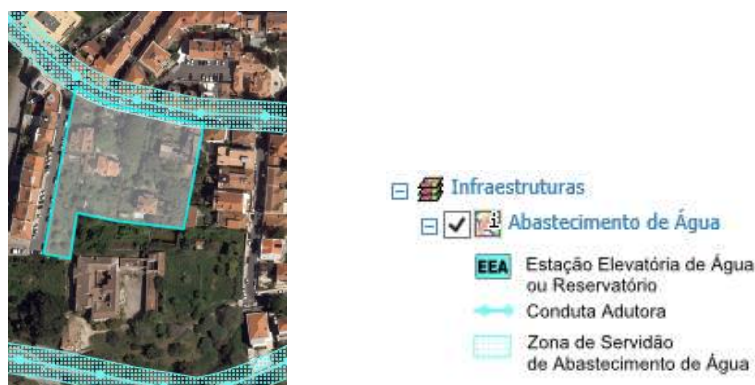 Infraestruturas
Abastecimento de Água
EEA Estação Elevatória de Água
ou Reservatório
Conduta Adutora
Zona de Servidão
de Abastecimento de Água